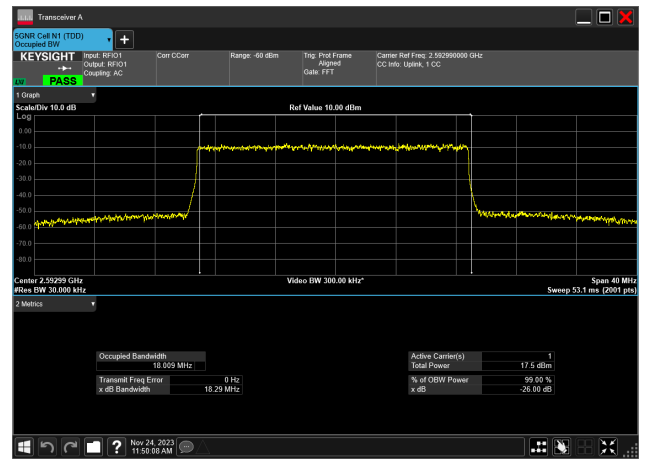 Transceiver A
5GNR Cell N1 (TDD)
Occupied BW
KEYSIGHT
Input: RFIO1
Output: RFIO1
Coupling: AC
Corr CCorr
Range: -60 dBm
Trig: Prot Frame
Aligned
Gate: FFT
Carrier Ref Freq: 2.592990000 GHz
CC Info: Uplink, 1 CC
LW PASS
1 Graph
Scale/Div 10.0 dB
Ref Value 10.00 dBm
Log
0.00
-10.0
-20.0
-30.0
-40.0
-50.0
-60.0
-70.0
-80.0
Center 2.59299 GHz
Video BW 300.00 kHz*
Span 40 MHz
#Res BW 30.000 kHz
Sweep 53.1 ms (2001 pts)
2 Metrics
Occupied Bandwidth
18.009 MHz
Transmit Freq Error 0 Hz
x dB Bandwidth 18.29 MHz
Active Carrier(s) 1
Total Power 17.5 dBm
% of OBW Power 99.00 %
x dB -26.00 dB
Nov 24, 2023
11:50:08 AM